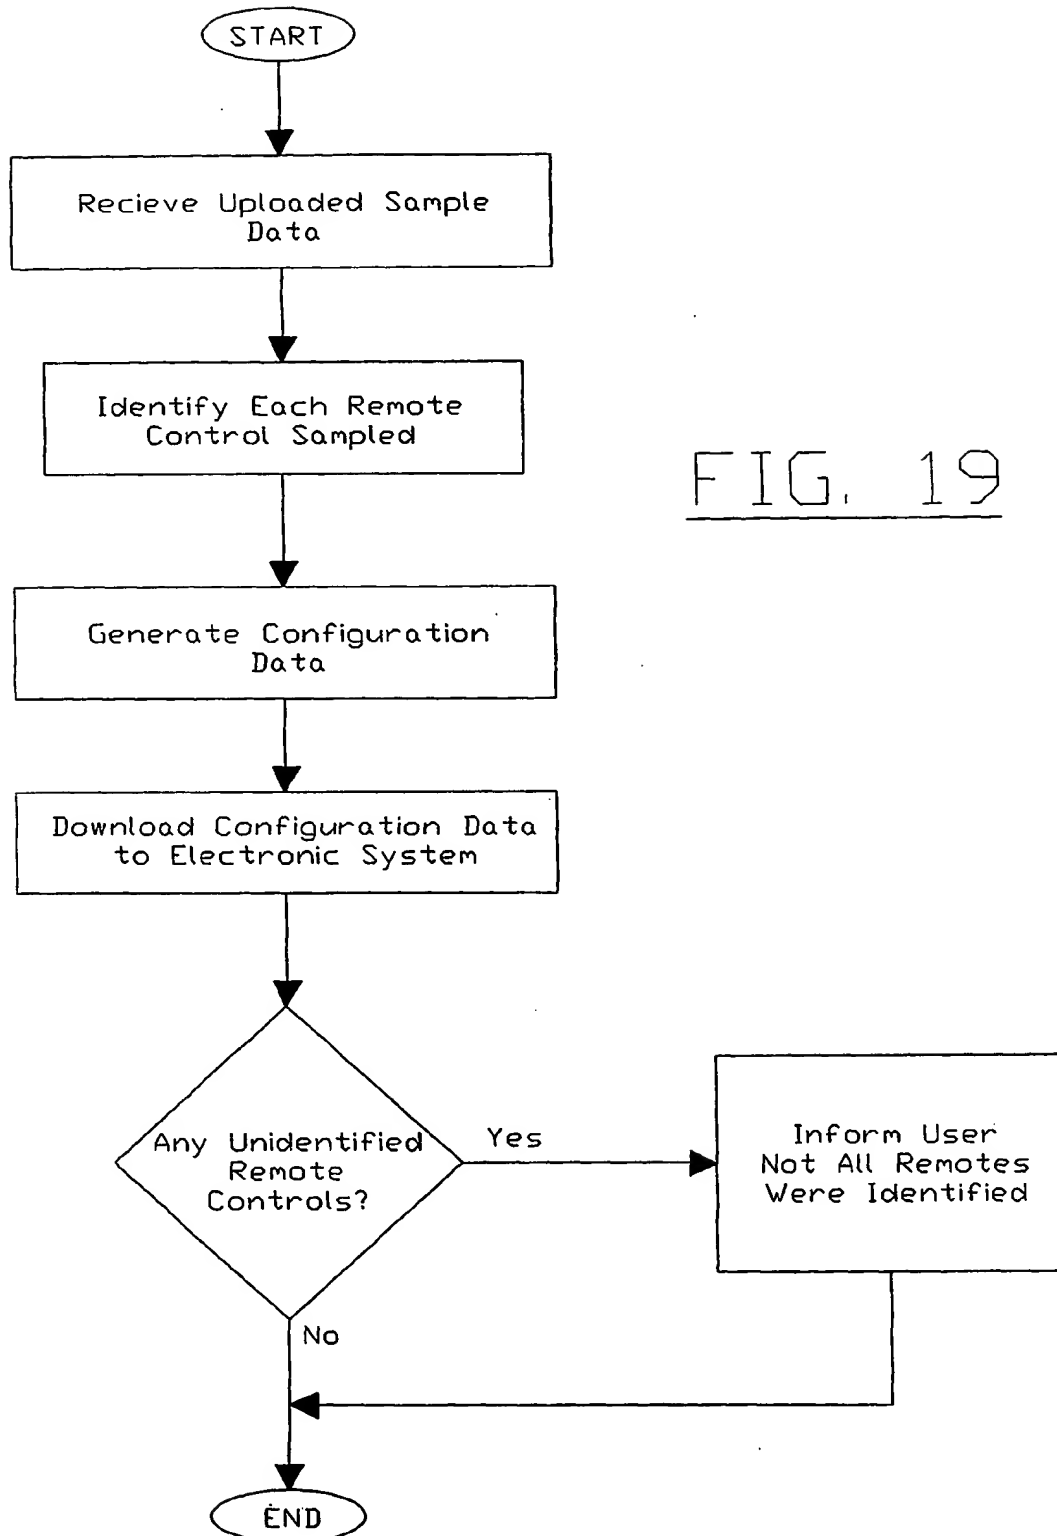 START
Recieve Uploaded Sample
Data
Identify Each Remote
Control Sampled
FIG. 19
Generate Configuration
Data
Download Configuration Data
to Electronic System
Any Unidentified
Remote
Controls?
Yes
Inform User
Not All Remotes
Were Identified
No
END